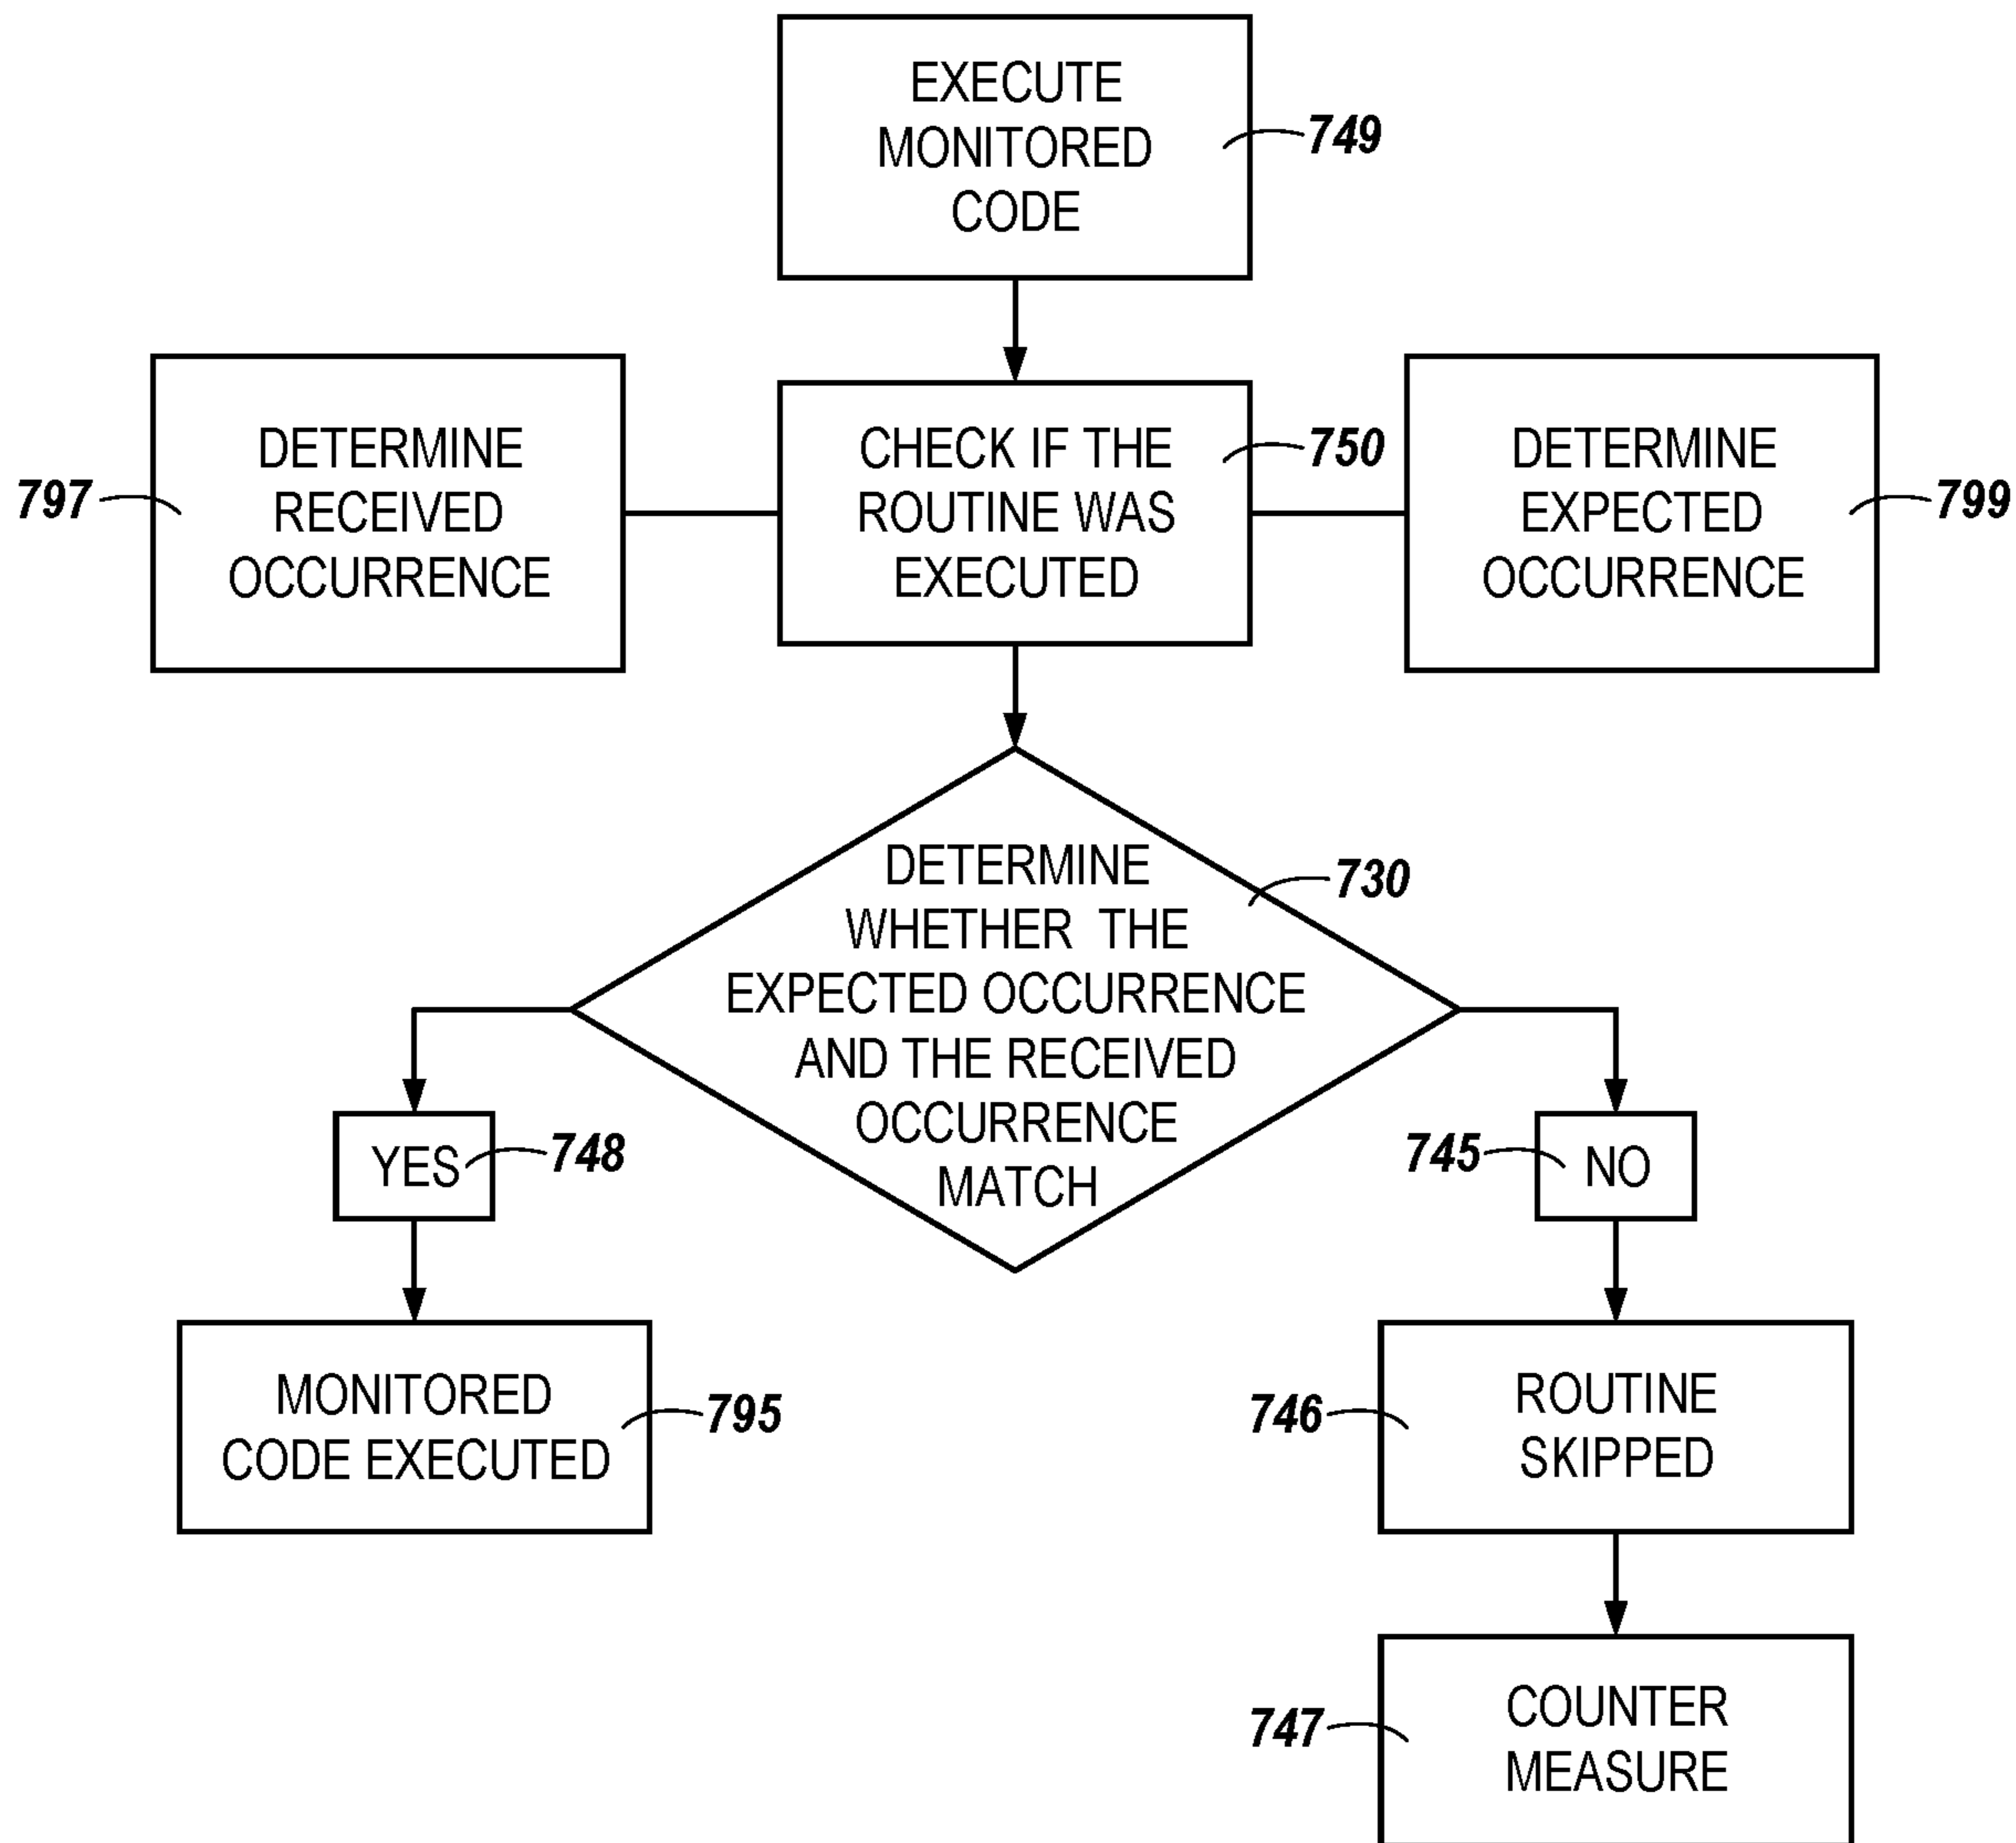 EXECUTE
MONITORED
CODE
749
797
DETERMINE
RECEIVED
OCCURRENCE
CHECK IF THE
ROUTINE WAS
EXECUTED
750
DETERMINE
EXPECTED
OCCURRENCE
799
DETERMINE
WHETHER THE
EXPECTED OCCURRENCE
AND THE RECEIVED
OCCURRENCE
MATCH
730
YES
748
745
NO
MONITORED
CODE EXECUTED
795
746
ROUTINE
SKIPPED
747
COUNTER
MEASURE